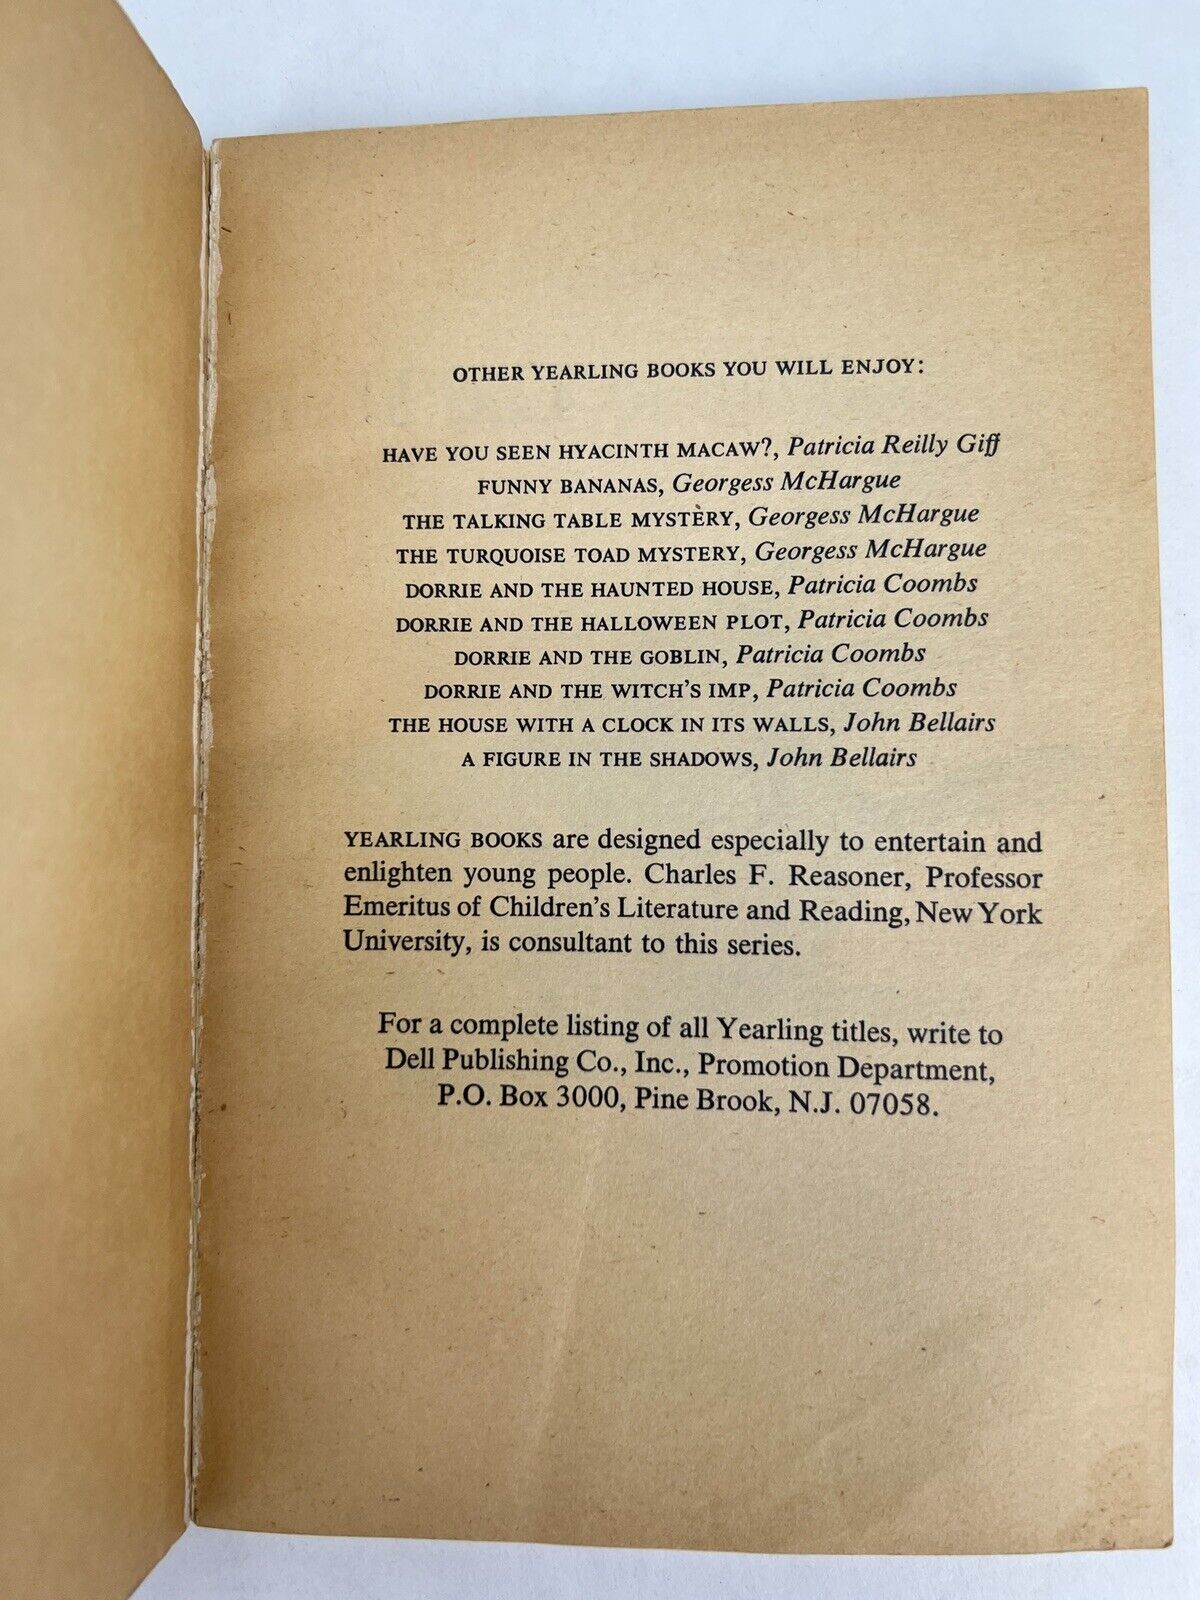 OTHER YEARLING BOOKS YOU WILL ENJOY:
HAVE YOU SEEN HYACINTH MACAW?, Patricia Reilly Giff
FUNNY BANANAS, Georgess McHargue
THE TALKING TABLE MYSTERY, Georgess McHargue
THE TURQUOISE TOAD MYSTERY, Georgess McHargue
DORRIE AND THE HAUNTED HOUSE, Patricia Coombs
DORRIE AND THE HALLOWEEN PLOT, Patricia Coombs
DORRIE AND THE GOBLIN, Patricia Coombs
DORRIE AND THE WITCH'S IMP, Patricia Coombs
THE HOUSE WITH A CLOCK IN ITS WALLS, John Bellairs
A FIGURE IN THE SHADOWS, John Bellairs
YEARLING BOOKS are designed especially to entertain and
enlighten young people. Charles F. Reasoner, Professor
Emeritus of Children's Literature and Reading, New York
University, is consultant to this series.
For a complete listing of all Yearling titles, write to
Dell Publishing Co., Inc., Promotion Department,
P.O. Box 3000, Pine Brook, N.J. 07058.